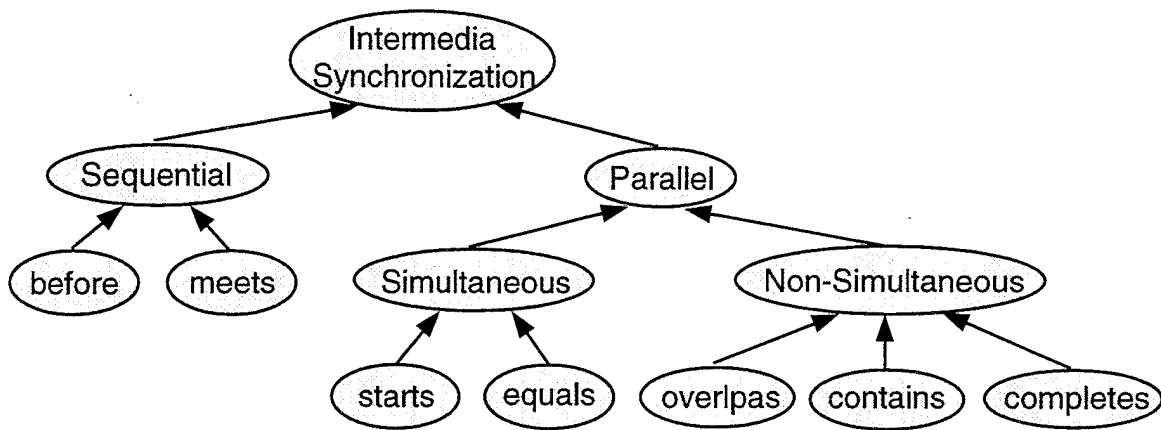 Intermedia
Synchronization
Sequential
Parallel
before
meets
Simultaneous
Non-Simultaneous
starts
equals
overlpas
contains
completes